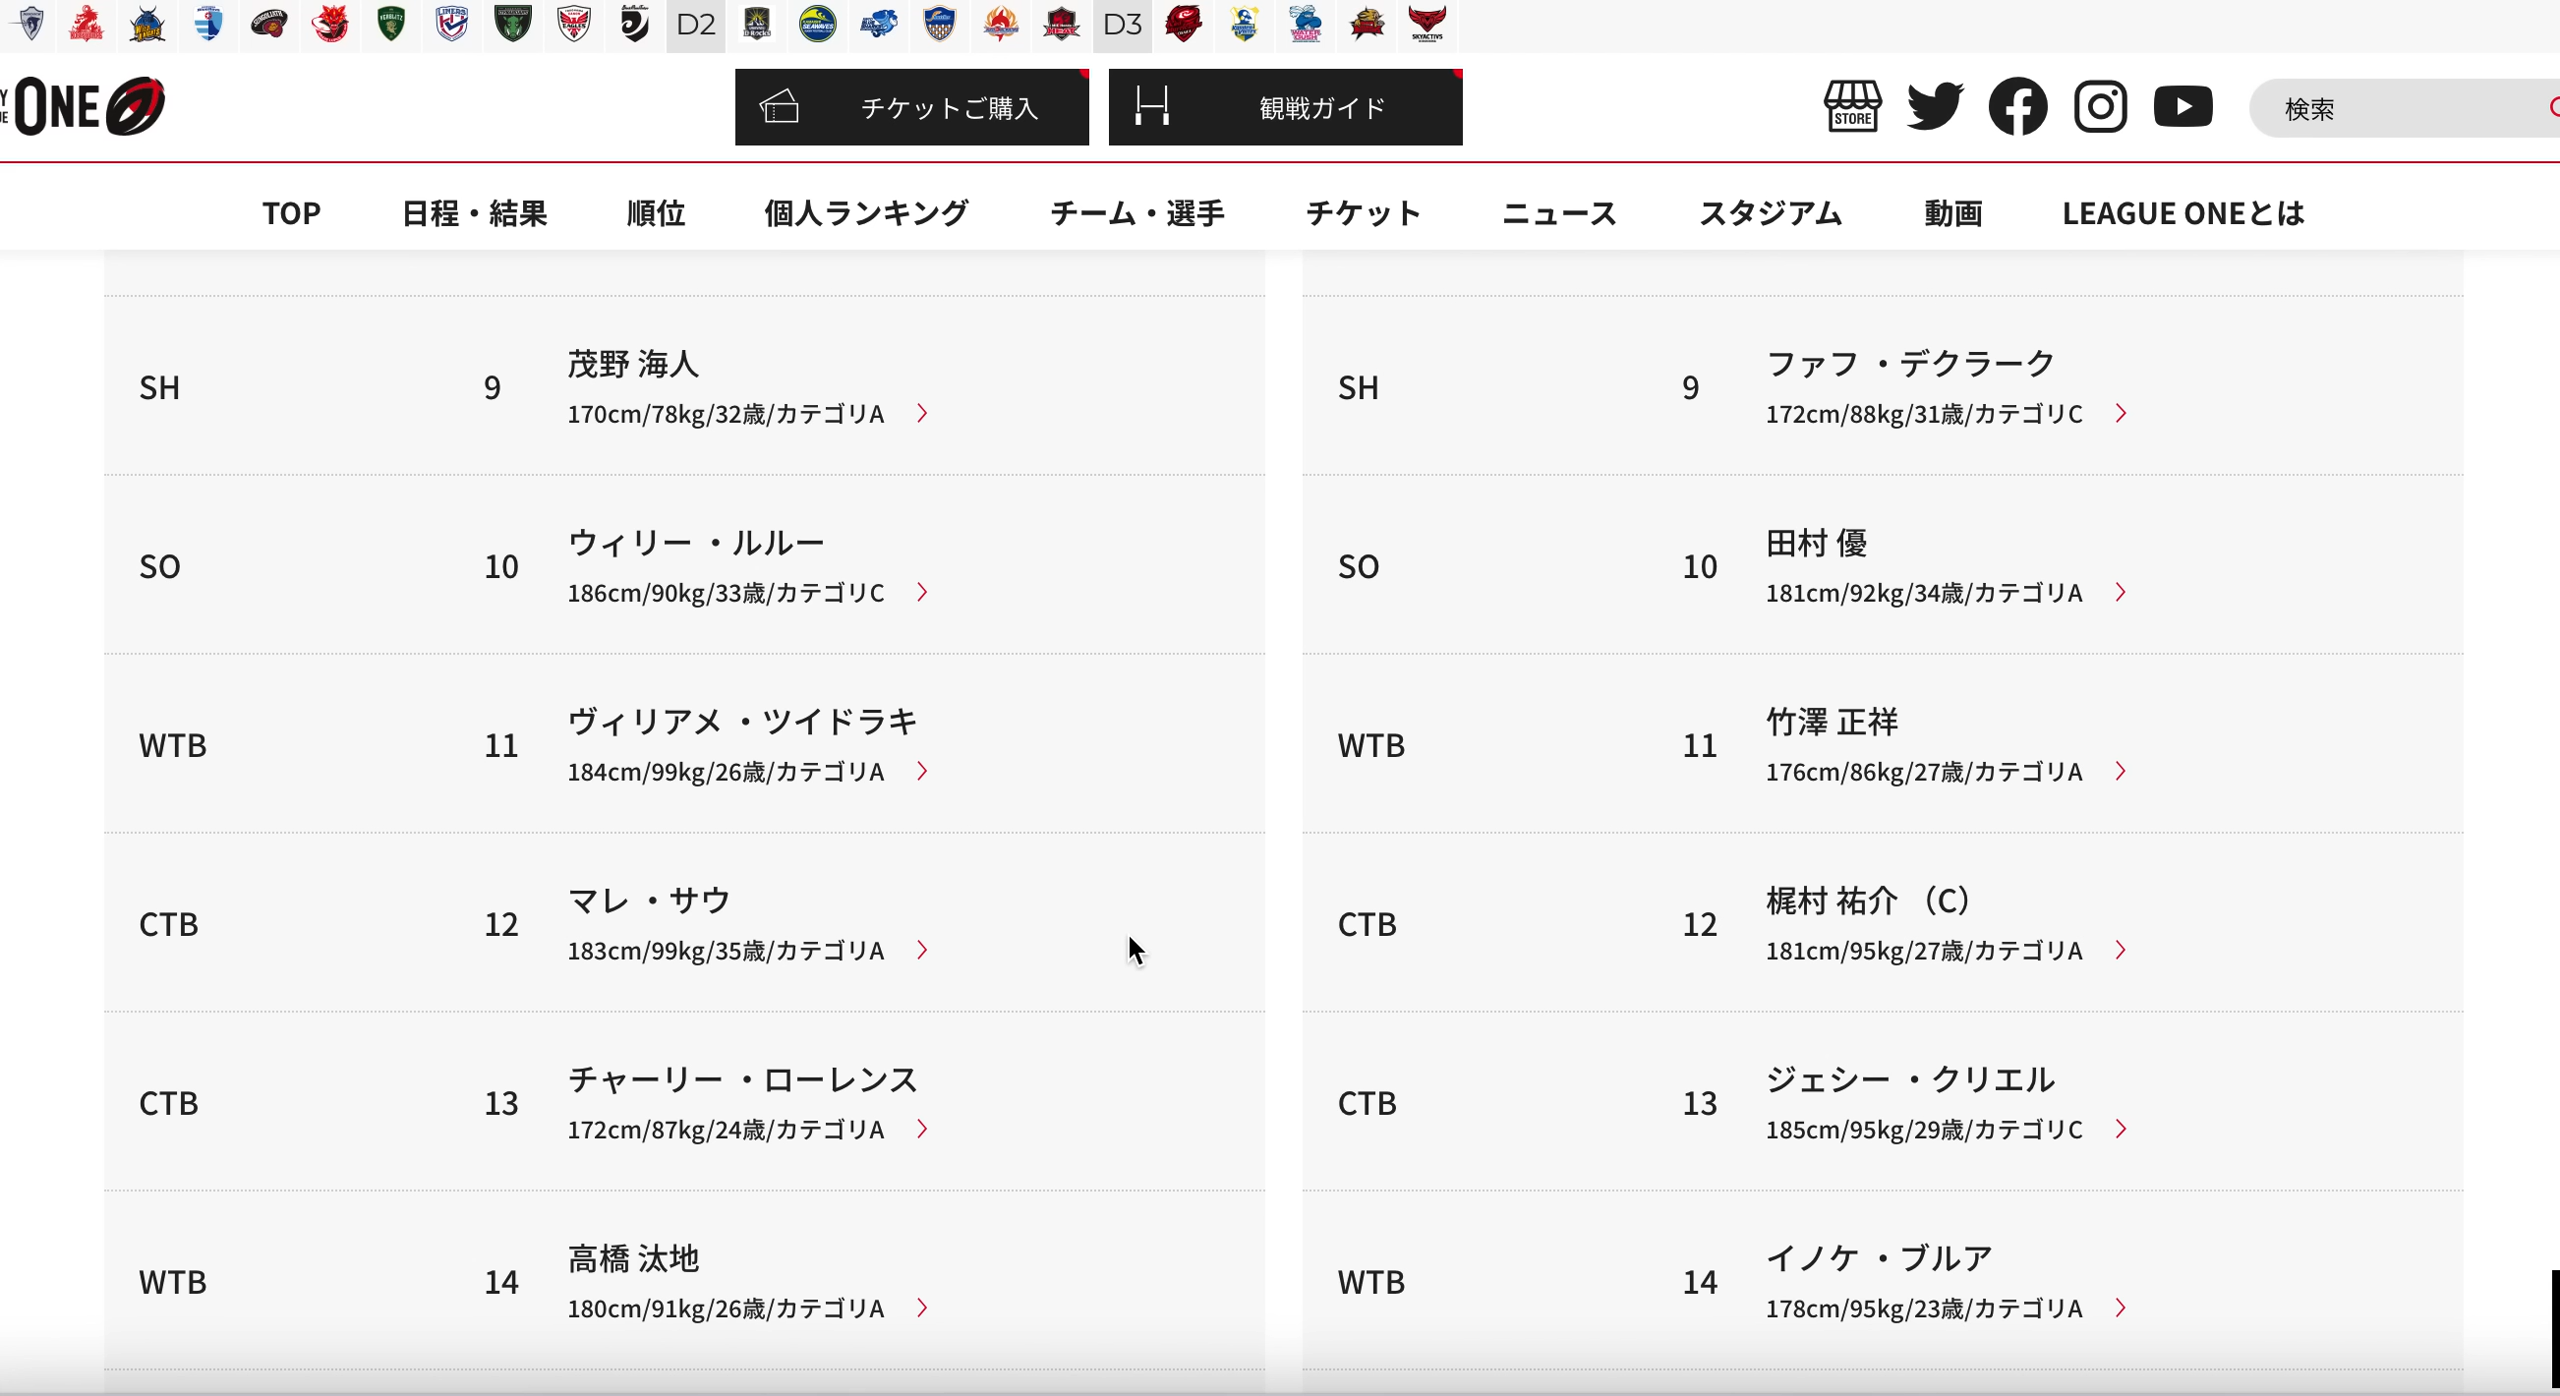 D2
D3
ONE
チケットご購入
観戦ガイド
STORE
検索
TOP
日程・結果
順位
個人ランキング
チーム・選手
チケット
ニュース
スタジアム
動画
LEAGUE ONEとは
SH
9
茂野 海人
170cm/78kg/32歳/カテゴリA
SO
10
ウィリー ・ルルー
186cm/90kg/33歳/カテゴリC
WTB
11
ヴィリアメ ・ツイドラキ
184cm/99kg/26歳/カテゴリA
CTB
12
マレ ・サウ
183cm/99kg/35歳/カテゴリA
CTB
13
チャーリー ・ローレンス
172cm/87kg/24歳/カテゴリA
WTB
14
高橋 汰地
180cm/91kg/26歳/カテゴリA
SH
9
ファフ ・デクラーク
172cm/88kg/31歳/カテゴリC
SO
10
田村 優
181cm/92kg/34歳/カテゴリA
WTB
11
竹澤 正祥
176cm/86kg/27歳/カテゴリA
CTB
12
梶村 祐介 （C）
181cm/95kg/27歳/カテゴリA
CTB
13
ジェシー ・クリエル
185cm/95kg/29歳/カテゴリC
WTB
14
イノケ ・ブルア
178cm/95kg/23歳/カテゴリA